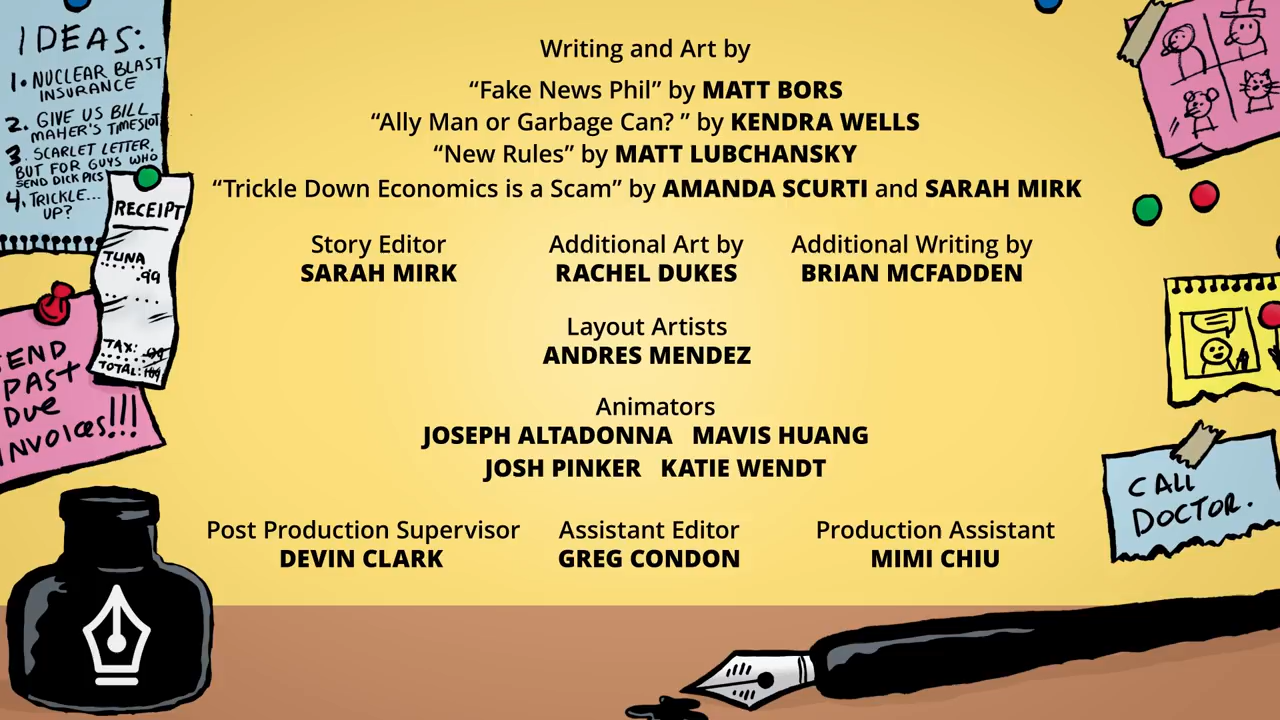 IDEAS:
1. NUCLEAR BLAST
INSURANCE
2. GIVE US BILL
MAHER'S TIMESLOT
3. SCARLET LETTER,
BUT FOR GUYS WHO
SEND DICK PICS
4. TRICKLE...
UP?
RECEIPT
TUNA
.99
TAX:
TOTAL:
PAST
Due
INVOICES!!!
Writing and Art by
“Fake News Phil” by MATT BORS
“Ally Man or Garbage Can? ” by KENDRA WELLS
“New Rules” by MATT LUBCHANSKY
“Trickle Down Economics is a Scam” by AMANDA SCURTI and SARAH MIRK
Story Editor
SARAH MIRK
Additional Art by
RACHEL DUKES
Additional Writing by
BRIAN MCFADDEN
Layout Artists
ANDRES MENDEZ
Animators
JOSEPH ALTADONNA MAVIS HUANG
JOSH PINKER KATIE WENDT
Post Production Supervisor
DEVIN CLARK
Assistant Editor
GREG CONDON
Production Assistant
MIMI CHIU
CALL
DOCTOR.